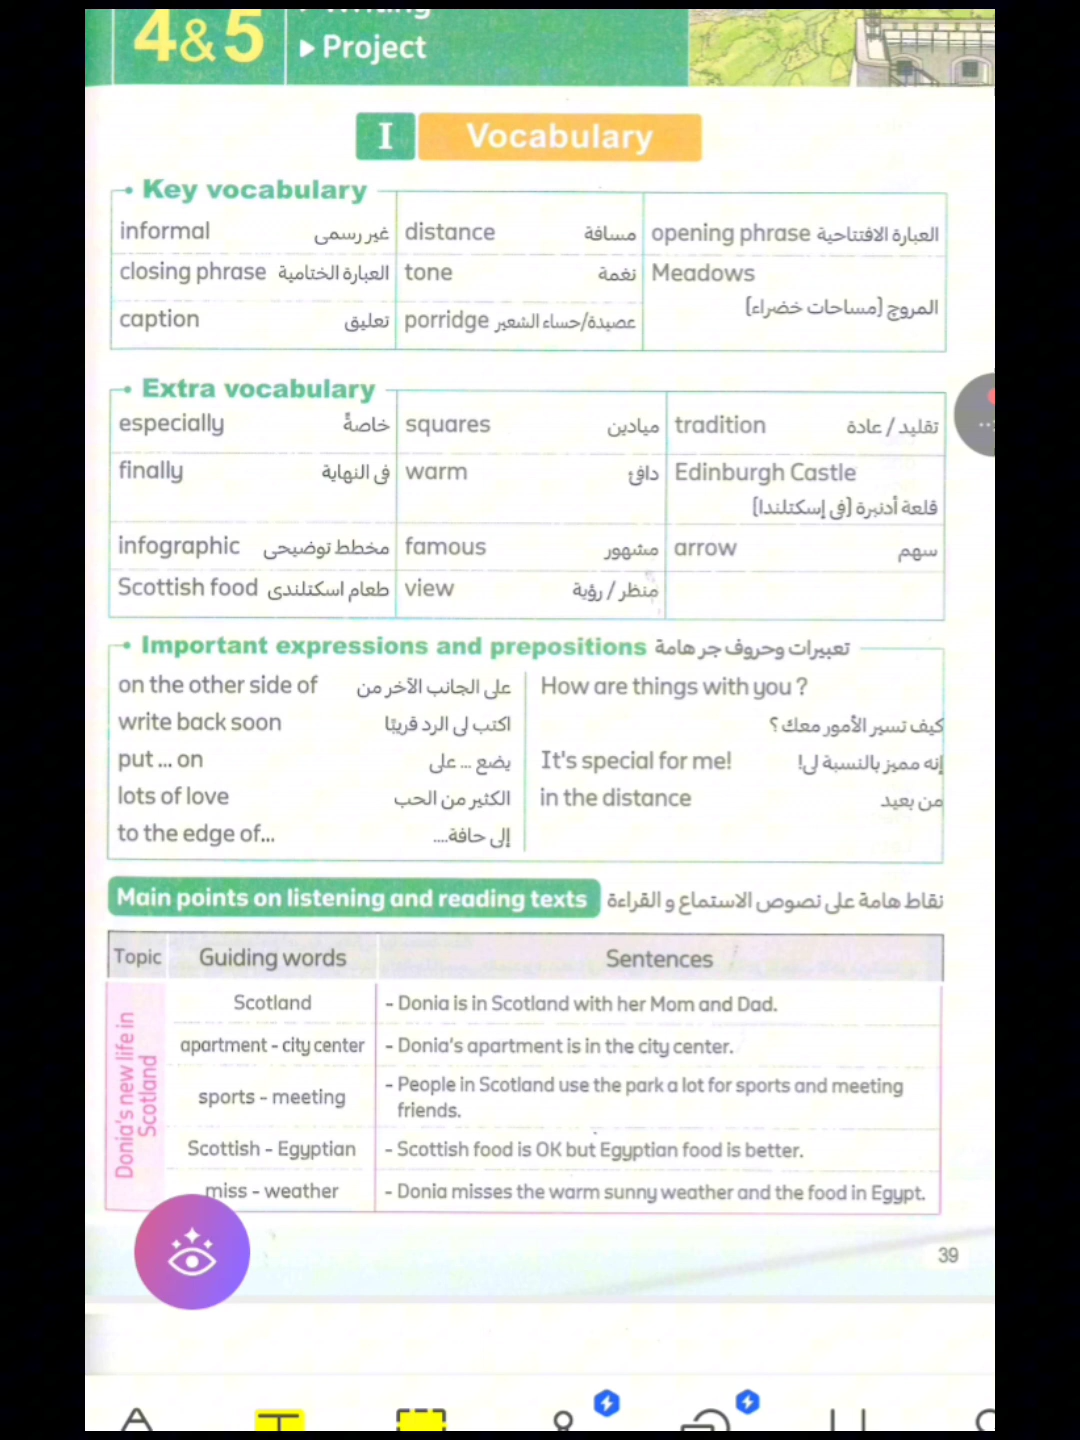 4&5
Writing
▶ Project
I Vocabulary
• Key vocabulary
informal غير رسمى distance مسافة opening phrase العبارة الافتتاحية
closing phrase العبارة الختامية tone نغمة Meadows
المروج (مساحات خضراء)
caption تعليق porridge عصيدة/حساء الشعير
• Extra vocabulary
especially خاصةً squares ميادين tradition تقليد / عادة
finally فى النهاية warm دافئ Edinburgh Castle
قلعة أدنبرة (فى إسكتلندا)
infographic مخطط توضيحى famous مشهور arrow سهم
Scottish food طعام اسكتلندى view منظر / رؤية
• Important expressions and prepositions تعبيرات وحروف جر هامة
on the other side of على الجانب الآخر من How are things with you ?
write back soon اكتب لى الرد قريبًا كيف تسير الأمور معك ؟
put ... on يضع ... على It's special for me! إنه مميز بالنسبة لى!
lots of love الكثير من الحب in the distance من بعيد
to the edge of... إلى حافة....
Main points on listening and reading texts نقاط هامة على نصوص الاستماع و القراءة
Topic Guiding words Sentences
Donia's new life in
Scotland
Scotland - Donia is in Scotland with her Mom and Dad.
apartment - city center - Donia's apartment is in the city center.
sports - meeting - People in Scotland use the park a lot for sports and meeting
friends.
Scottish - Egyptian - Scottish food is OK but Egyptian food is better.
miss - weather - Donia misses the warm sunny weather and the food in Egypt.
39